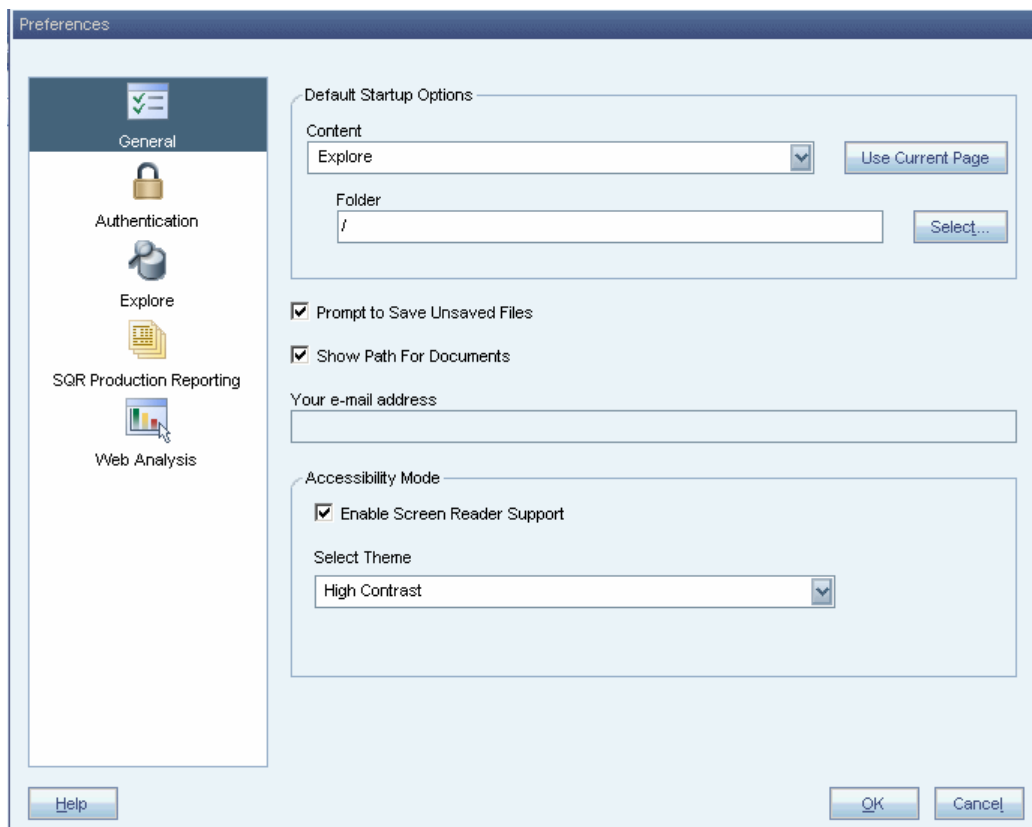 Preferences
General
Authentication
Explore
SQR Production Reporting
Web Analysis
Default Startup Options
Content
Explore
Use Current Page
Folder
/
Select...
Prompt to Save Unsaved Files
Show Path For Documents
Your e-mail address
Accessibility Mode
Enable Screen Reader Support
Select Theme
High Contrast
Help
OK
Cancel